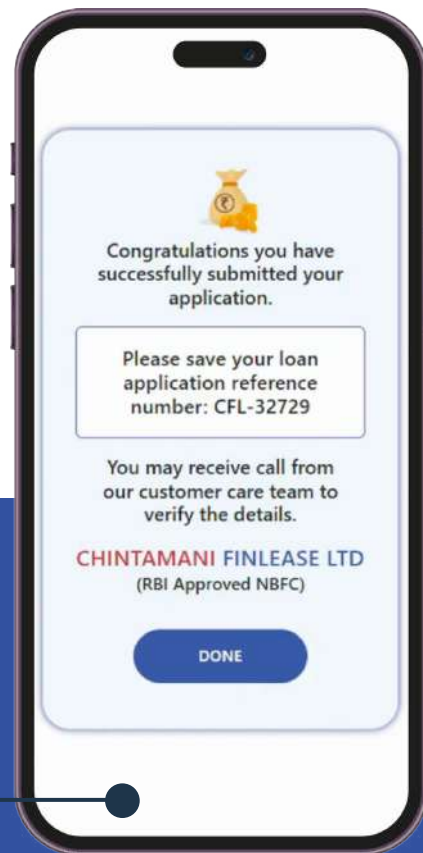 ₹
Congratulations you have
successfully submitted your
application.
Please save your loan
application reference
number: CFL-32729
You may receive call from
our customer care team to
verify the details.
CHINTAMANI FINLEASE LTD
(RBI Approved NBFC)
DONE